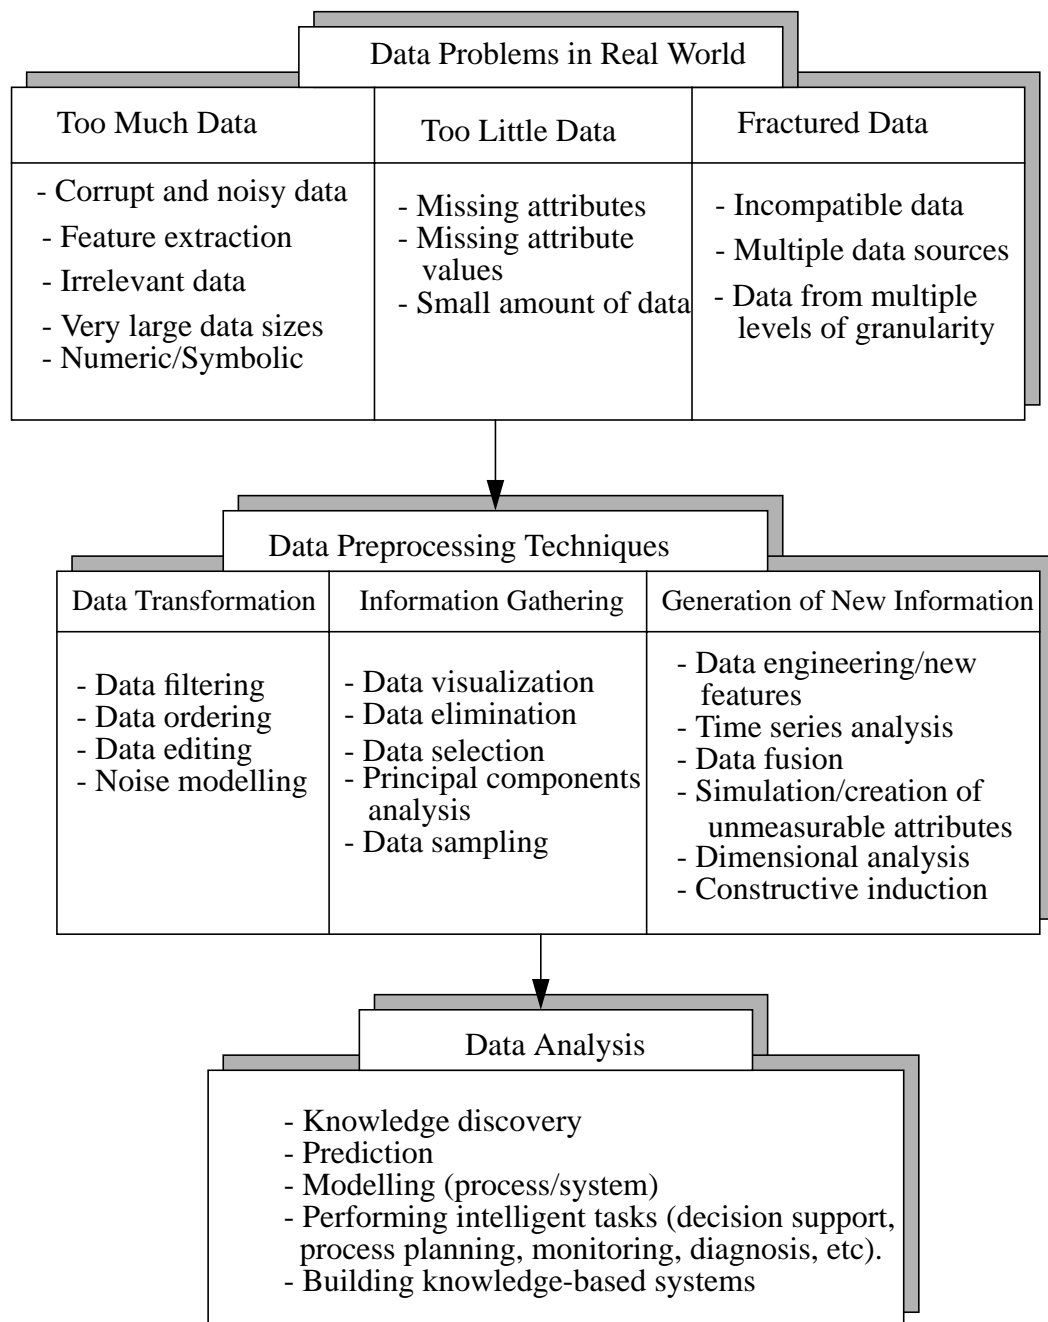 Data Problems in Real World
Too Much Data
- Corrupt and noisy data
- Feature extraction
- Irrelevant data
- Very large data sizes
- Numeric/Symbolic
Too Little Data
- Missing attributes
- Missing attribute
values
- Small amount of data
Fractured Data
- Incompatible data
- Multiple data sources
- Data from multiple
levels of granularity
Data Preprocessing Techniques
Data Transformation
- Data filtering
- Data ordering
- Data editing
- Noise modelling
Information Gathering
- Data visualization
- Data elimination
- Data selection
- Principal components
analysis
- Data sampling
Generation of New Information
- Data engineering/new
features
- Time series analysis
- Data fusion
- Simulation/creation of
unmeasurable attributes
- Dimensional analysis
- Constructive induction
Data Analysis
- Knowledge discovery
- Prediction
- Modelling (process/system)
- Performing intelligent tasks (decision support,
process planning, monitoring, diagnosis, etc).
- Building knowledge-based systems